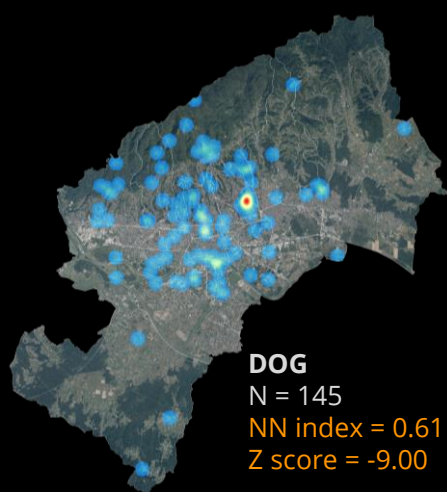 DOG
N = 145
NN index = 0.61
Z score = -9.00